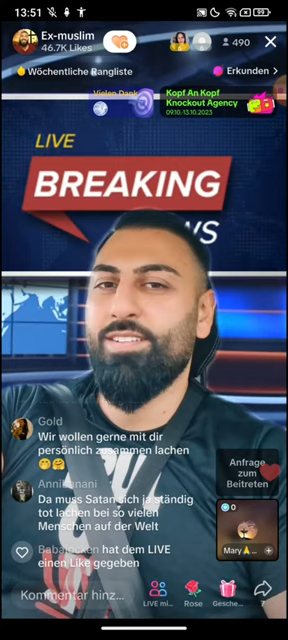 13:51
99
Ex-muslim
46.7K Likes
490
Wöchentliche Rangliste
Erkunden >
Vielen Dank
Kopf An Kopf
Knockout Agency
09.10.-13.10.2023
LIVE
BREAKING
WS
Gold
Wir wollen gerne mit dir
persönlich zusammen lachen
Da muss Satan sich ja ständig
tot lachen bei so vielen
Menschen auf der Welt
hat dem LIVE
einen Like gegeben
Anfrage
zum
Beitreten
0
Mary
Kommentar hinz...
LIVE mi...
Rose
Gesche...
7